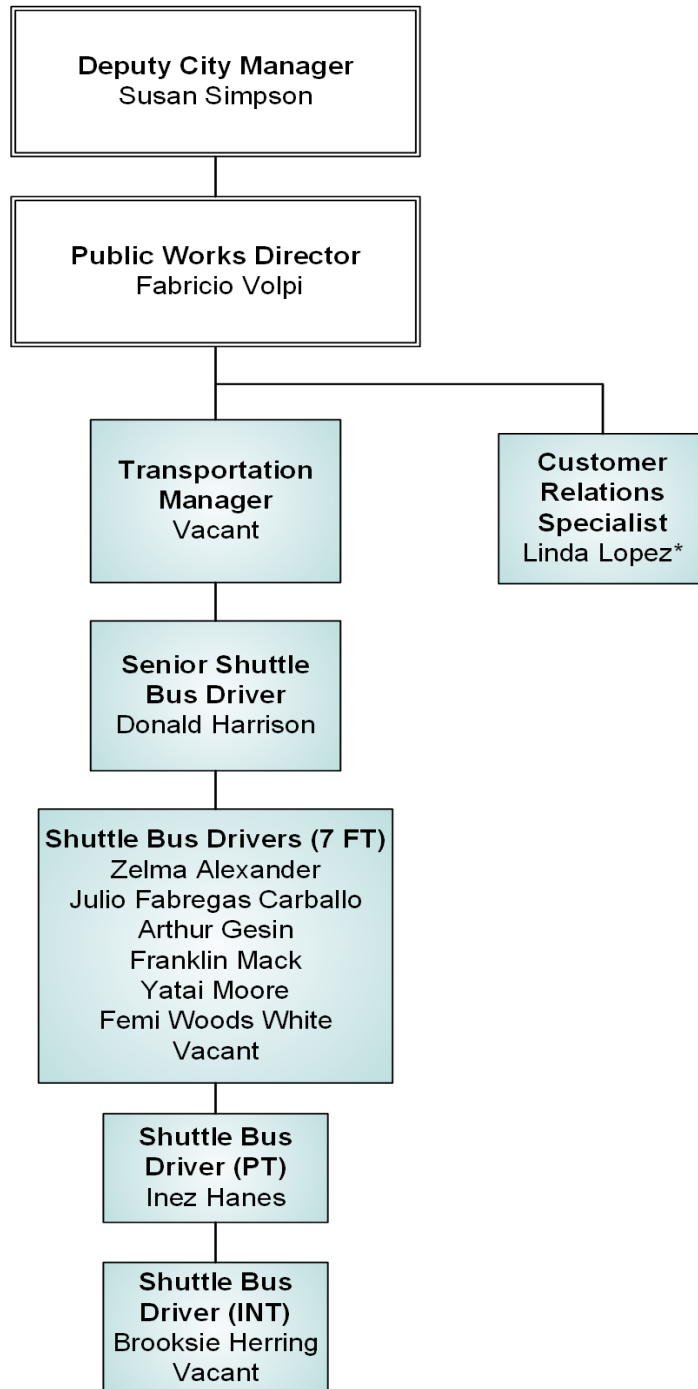 Deputy City Manager
Susan Simpson
Public Works Director
Fabricio Volpi
Transportation
Manager
Vacant
Customer
Relations
Specialist
Linda Lopez*
Senior Shuttle
Bus Driver
Donald Harrison
Shuttle Bus Drivers (7 FT)
Zelma Alexander
Julio Fabregas Carballo
Arthur Gesin
Franklin Mack
Yatai Moore
Femi Woods White
Vacant
Shuttle Bus
Driver (PT)
Inez Hanes
Shuttle Bus
Driver (INT)
Brooksie Herring
Vacant